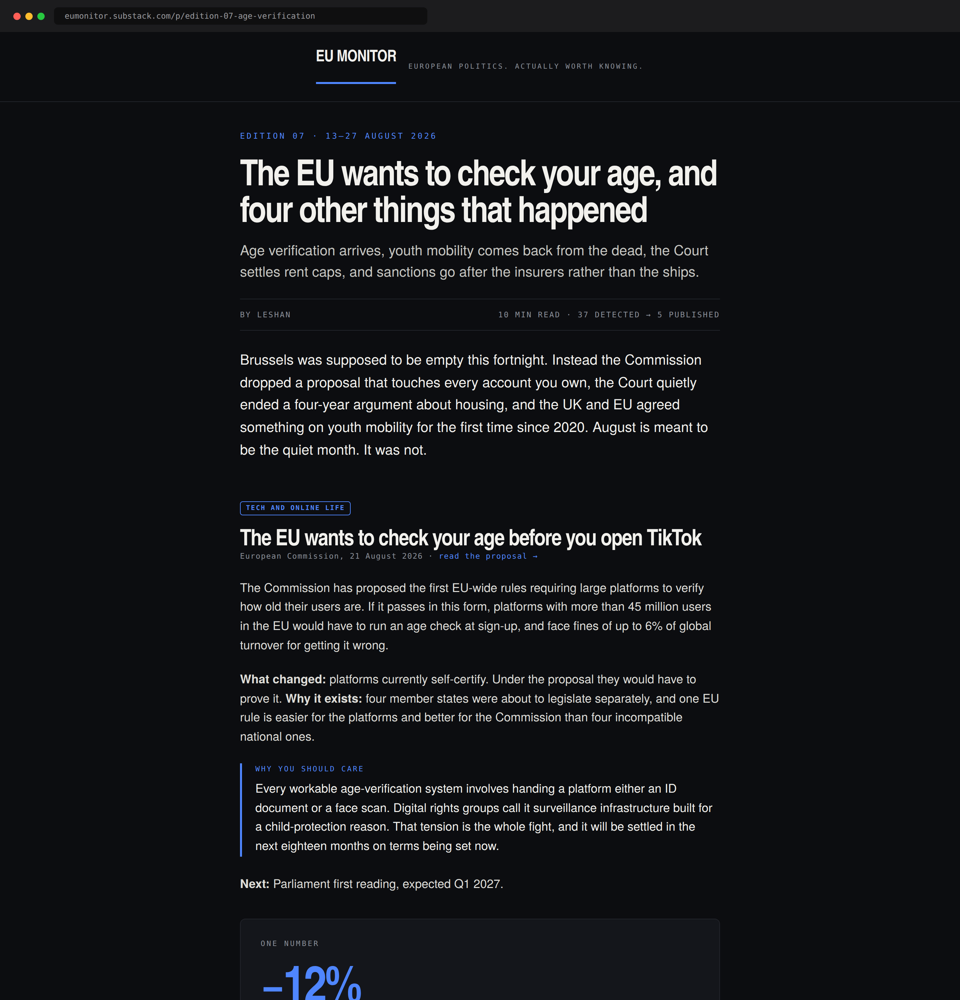 eumonitor.substack.com/p/edition-07-age-verification
EU MONITOR
EUROPEAN POLITICS. ACTUALLY WORTH KNOWING.
EDITION 07 · 13–27 AUGUST 2026
The EU wants to check your age, and
four other things that happened
Age verification arrives, youth mobility comes back from the dead, the Court
settles rent caps, and sanctions go after the insurers rather than the ships.
BY LESHAN
10 MIN READ · 37 DETECTED → 5 PUBLISHED
Brussels was supposed to be empty this fortnight. Instead the Commission
dropped a proposal that touches every account you own, the Court quietly
ended a four-year argument about housing, and the UK and EU agreed
something on youth mobility for the first time since 2020. August is meant to
be the quiet month. It was not.
TECH AND ONLINE LIFE
The EU wants to check your age before you open TikTok
European Commission, 21 August 2026 · read the proposal →
The Commission has proposed the first EU-wide rules requiring large platforms to verify
how old their users are. If it passes in this form, platforms with more than 45 million users
in the EU would have to run an age check at sign-up, and face fines of up to 6% of global
turnover for getting it wrong.
What changed: platforms currently self-certify. Under the proposal they would have to
prove it. Why it exists: four member states were about to legislate separately, and one EU
rule is easier for the platforms and better for the Commission than four incompatible
national ones.
WHY YOU SHOULD CARE
Every workable age-verification system involves handing a platform either an ID
document or a face scan. Digital rights groups call it surveillance infrastructure built for
a child-protection reason. That tension is the whole fight, and it will be settled in the
next eighteen months on terms being set now.
Next: Parliament first reading, expected Q1 2027.
ONE NUMBER
–12%